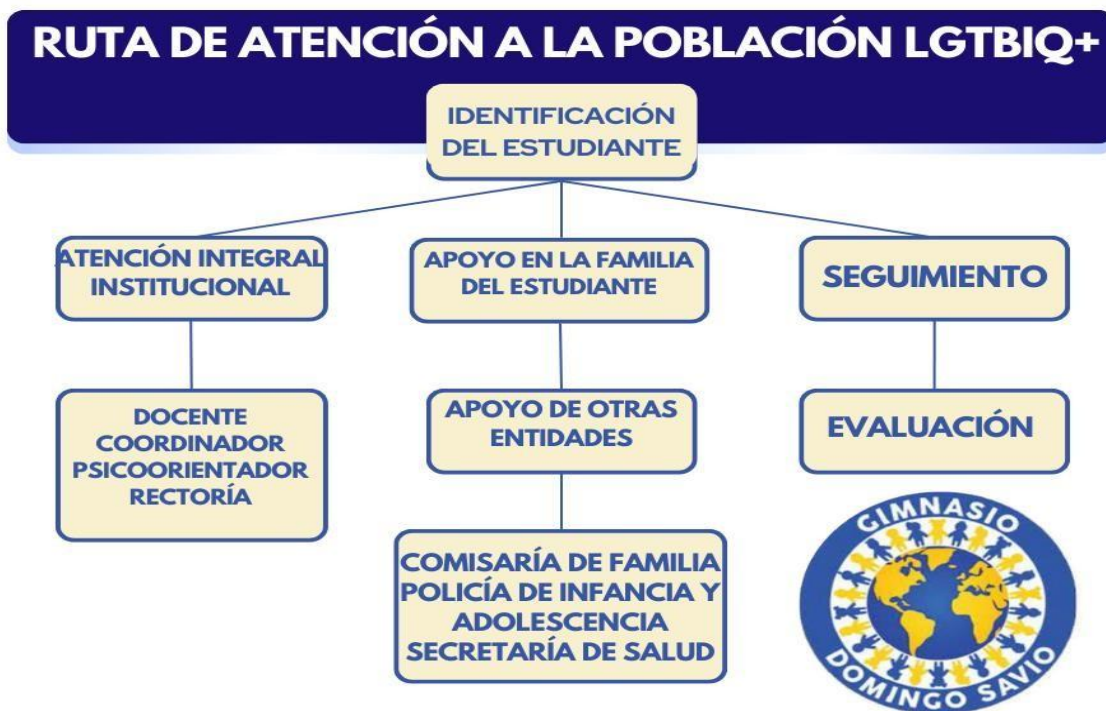 RUTA DE ATENCIÓN A LA POBLACIÓN LGTBIQ+
IDENTIFICACIÓN
DEL ESTUDIANTE
ATENCIÓN INTEGRAL
INSTITUCIONAL
APOYO EN LA FAMILIA
DEL ESTUDIANTE
SEGUIMIENTO
DOCENTE
COORDINADOR
PSICOORIENTADOR
RECTORÍA
APOYO DE OTRAS
ENTIDADES
EVALUACIÓN
COMISARÍA DE FAMILIA
POLICÍA DE INFANCIA Y
ADOLESCENCIA
SECRETARÍA DE SALUD
GIMNASIO
DOMINGO SAVIO